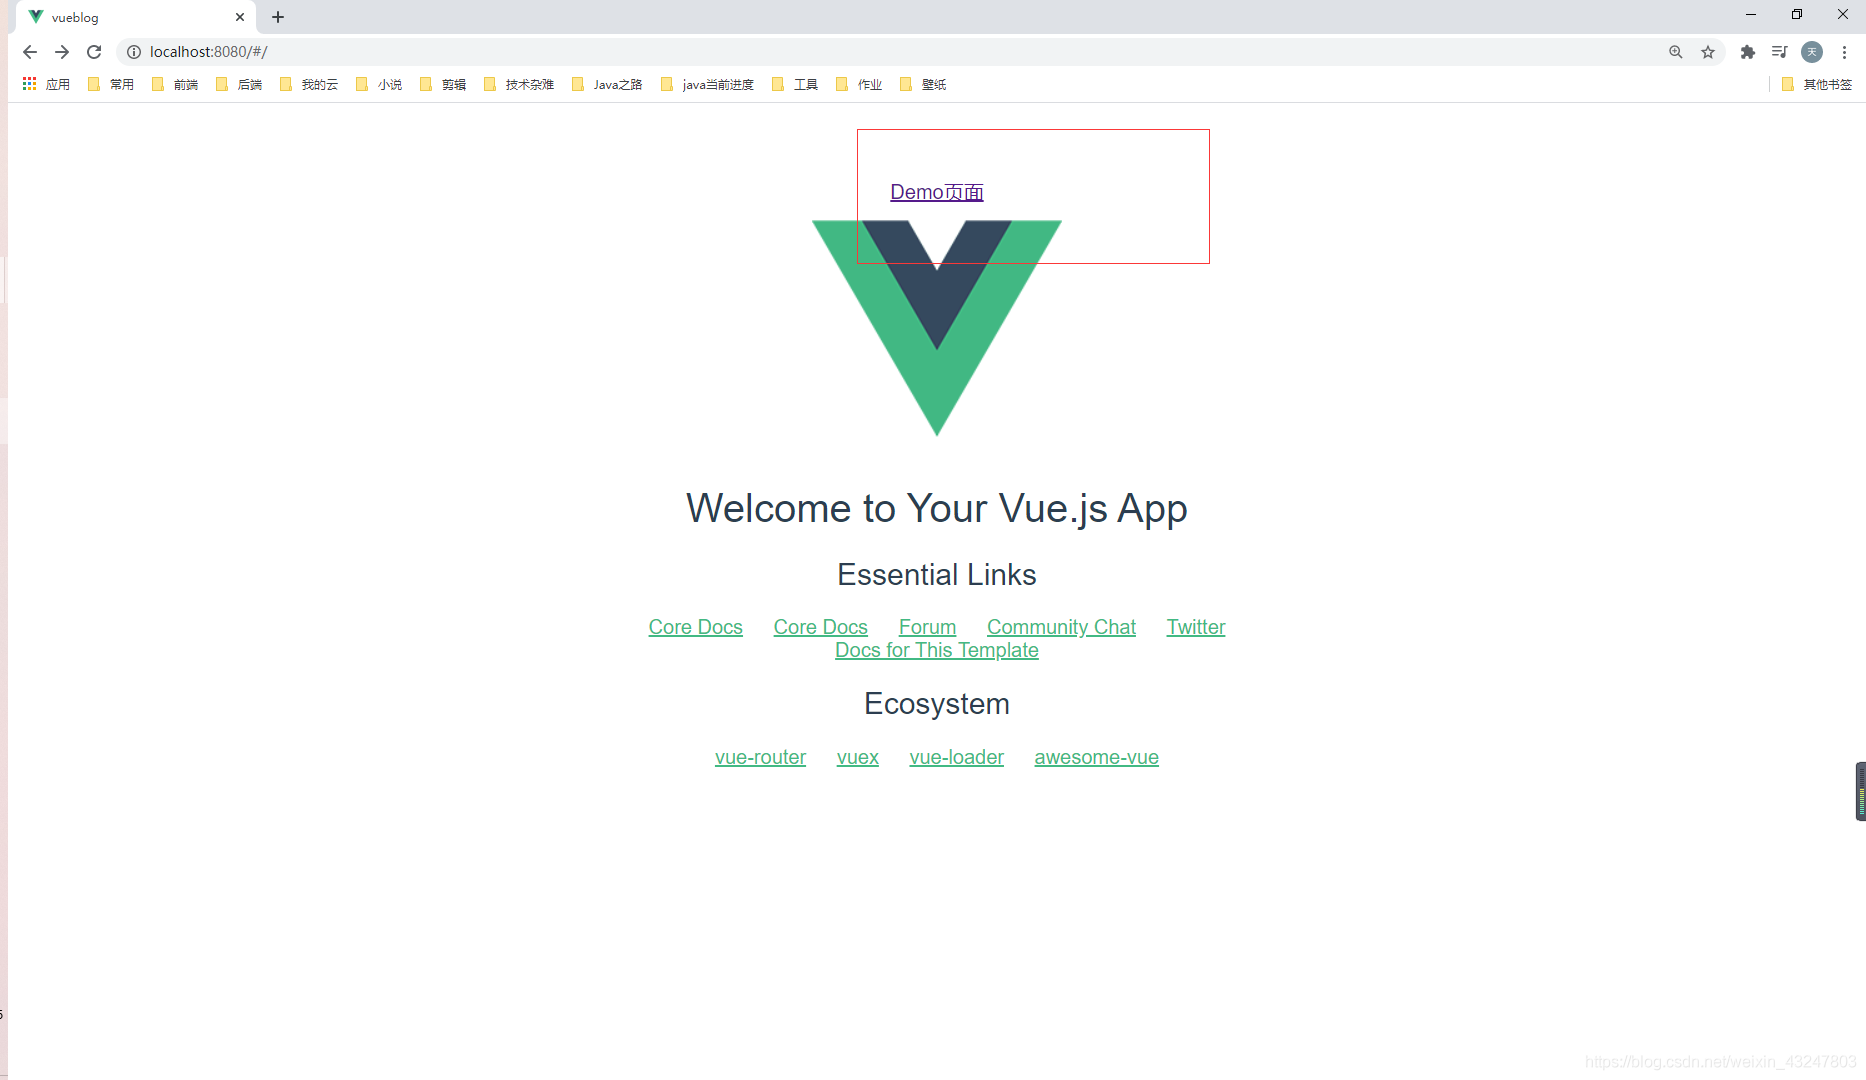 vueblog
localhost:8080/#/
天
应用 常用 前端 后端 我的云 小说 剪辑 技术杂难 Java之路 java当前进度 工具 作业 壁纸 其他书签
Demo页面
Welcome to Your Vue.js App
Essential Links
Core Docs Core Docs Forum Community Chat Twitter
Docs for This Template
Ecosystem
vue-router vuex vue-loader awesome-vue
https://blog.csdn.net/weixin_43247803